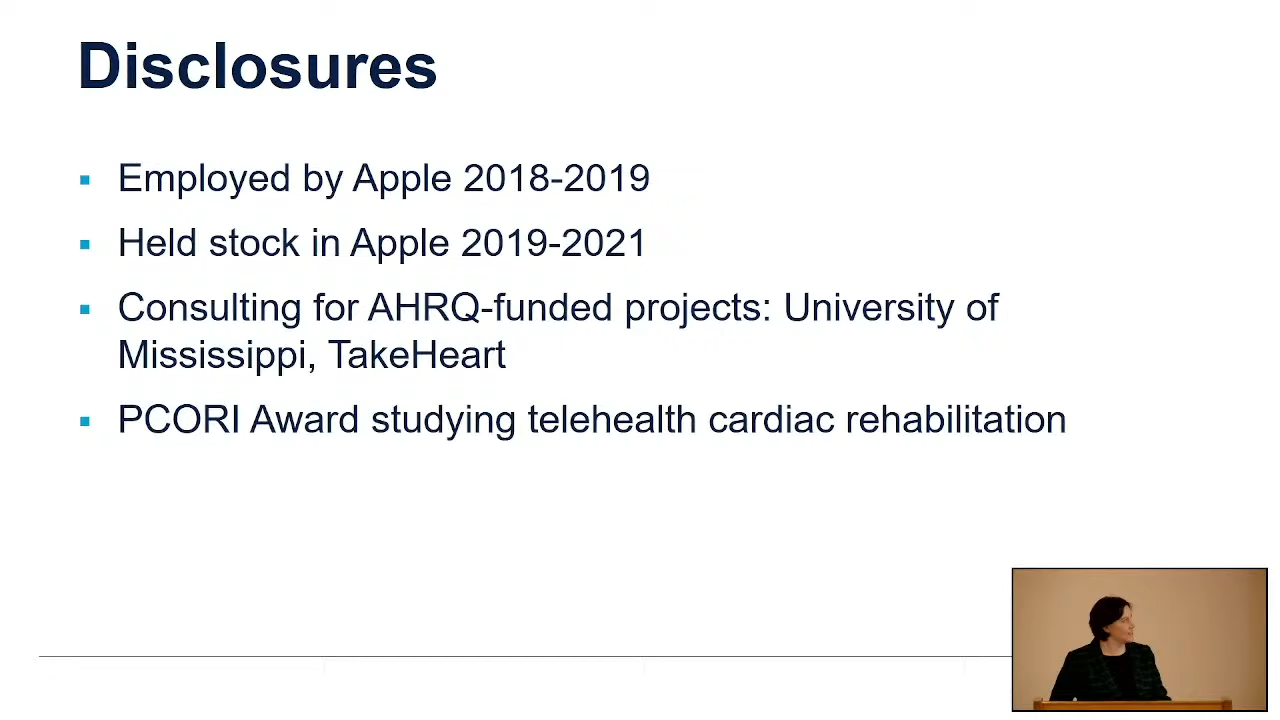 Disclosures
Employed by Apple 2018-2019
Held stock in Apple 2019-2021
Consulting for AHRQ-funded projects: University of
Mississippi, TakeHeart
PCORI Award studying telehealth cardiac rehabilitation